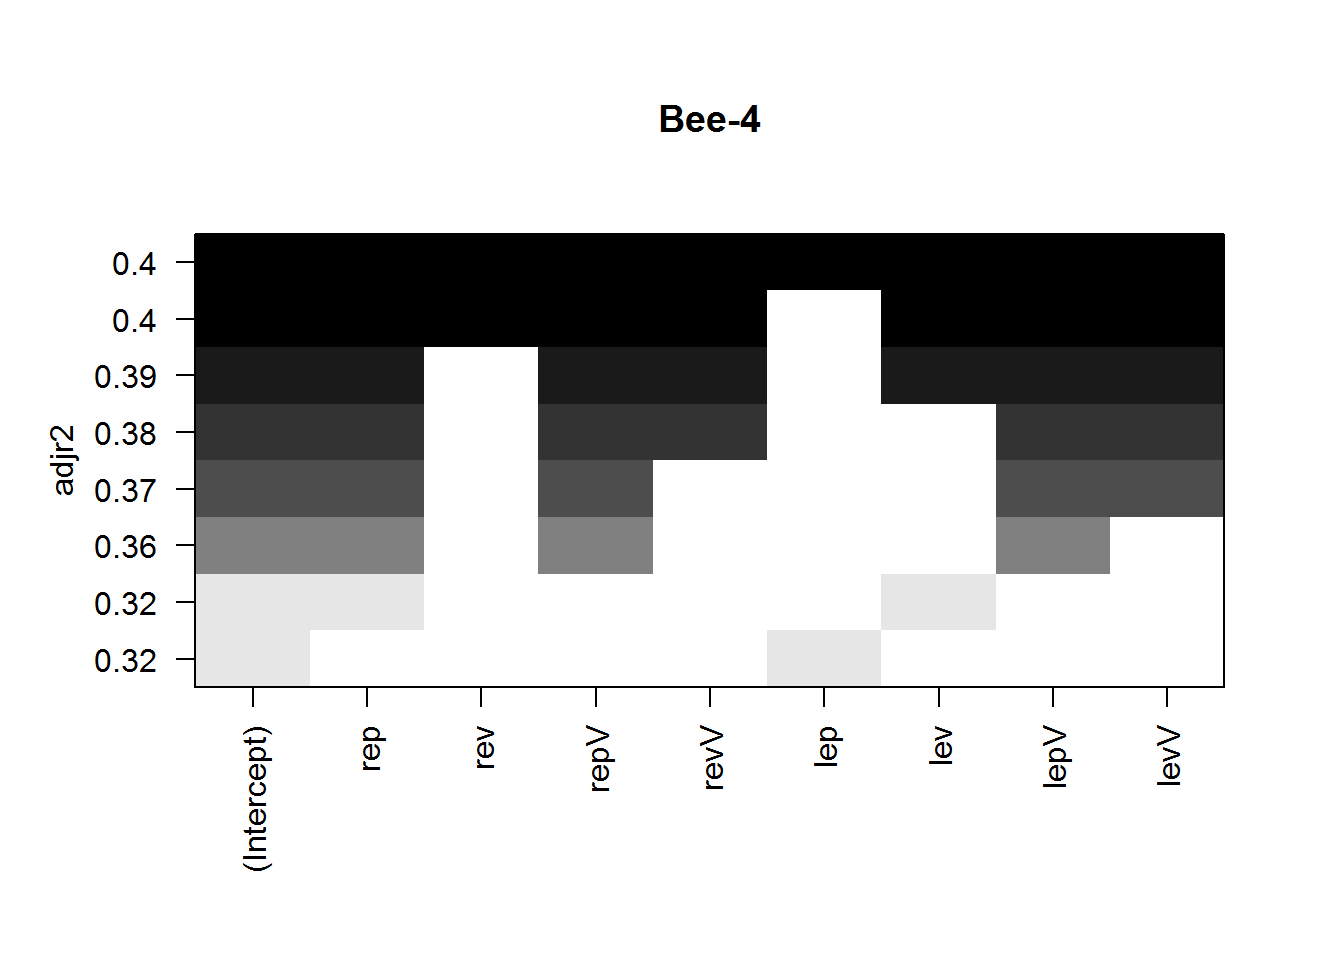 Bee-4
adjr2
0.4
0.4
0.39
0.38
0.37
0.36
0.32
0.32
(Intercept)
rep
rev
repV
revV
lep
lev
lepV
levV